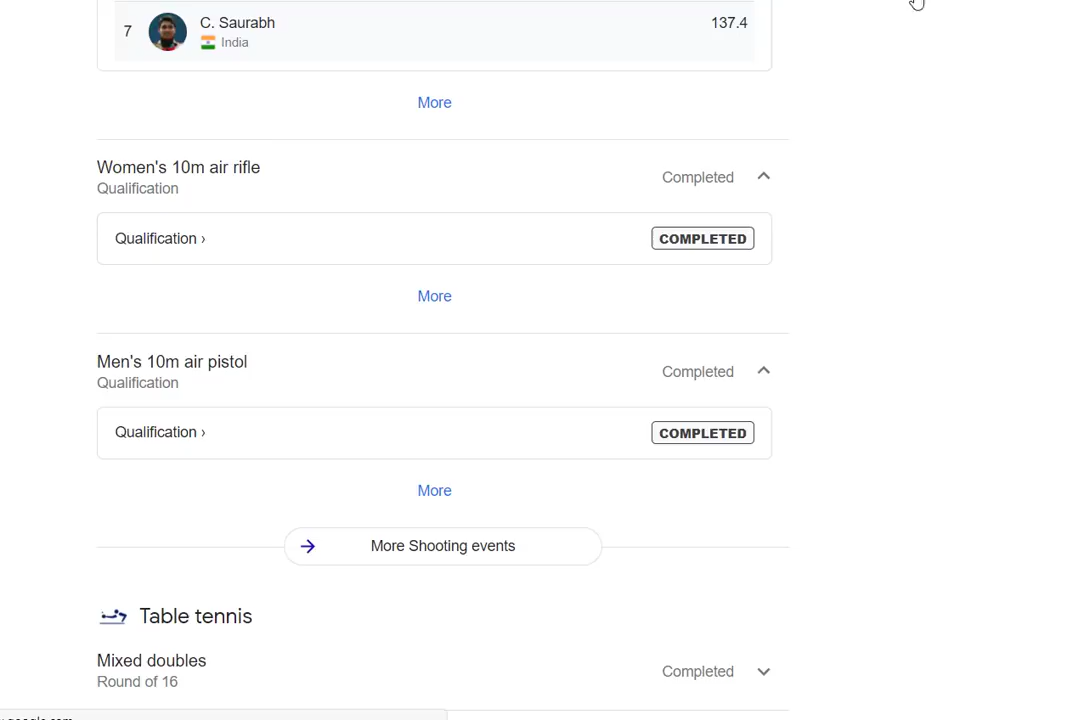 7
C. Saurabh
137.4
India
More
Women's 10m air rifle
Completed
Qualification
Qualification ›
COMPLETED
More
Men's 10m air pistol
Completed
Qualification
Qualification ›
COMPLETED
More
More Shooting events
Table tennis
Mixed doubles
Completed
Round of 16